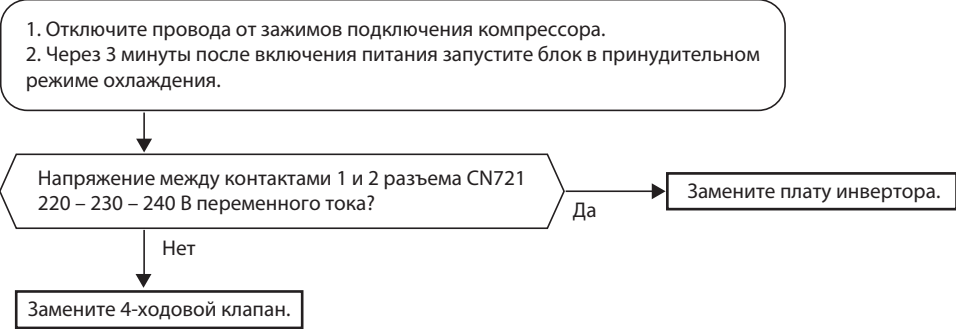 1. Отключите провода от зажимов подключения компрессора.
2. Через 3 минуты после включения питания запустите блок в принудительном
режиме охлаждения.
Напряжение между контактами 1 и 2 разъема CN721
220 – 230 – 240 В переменного тока?
Да
Замените плату инвертора.
Нет
Замените 4-ходовой клапан.